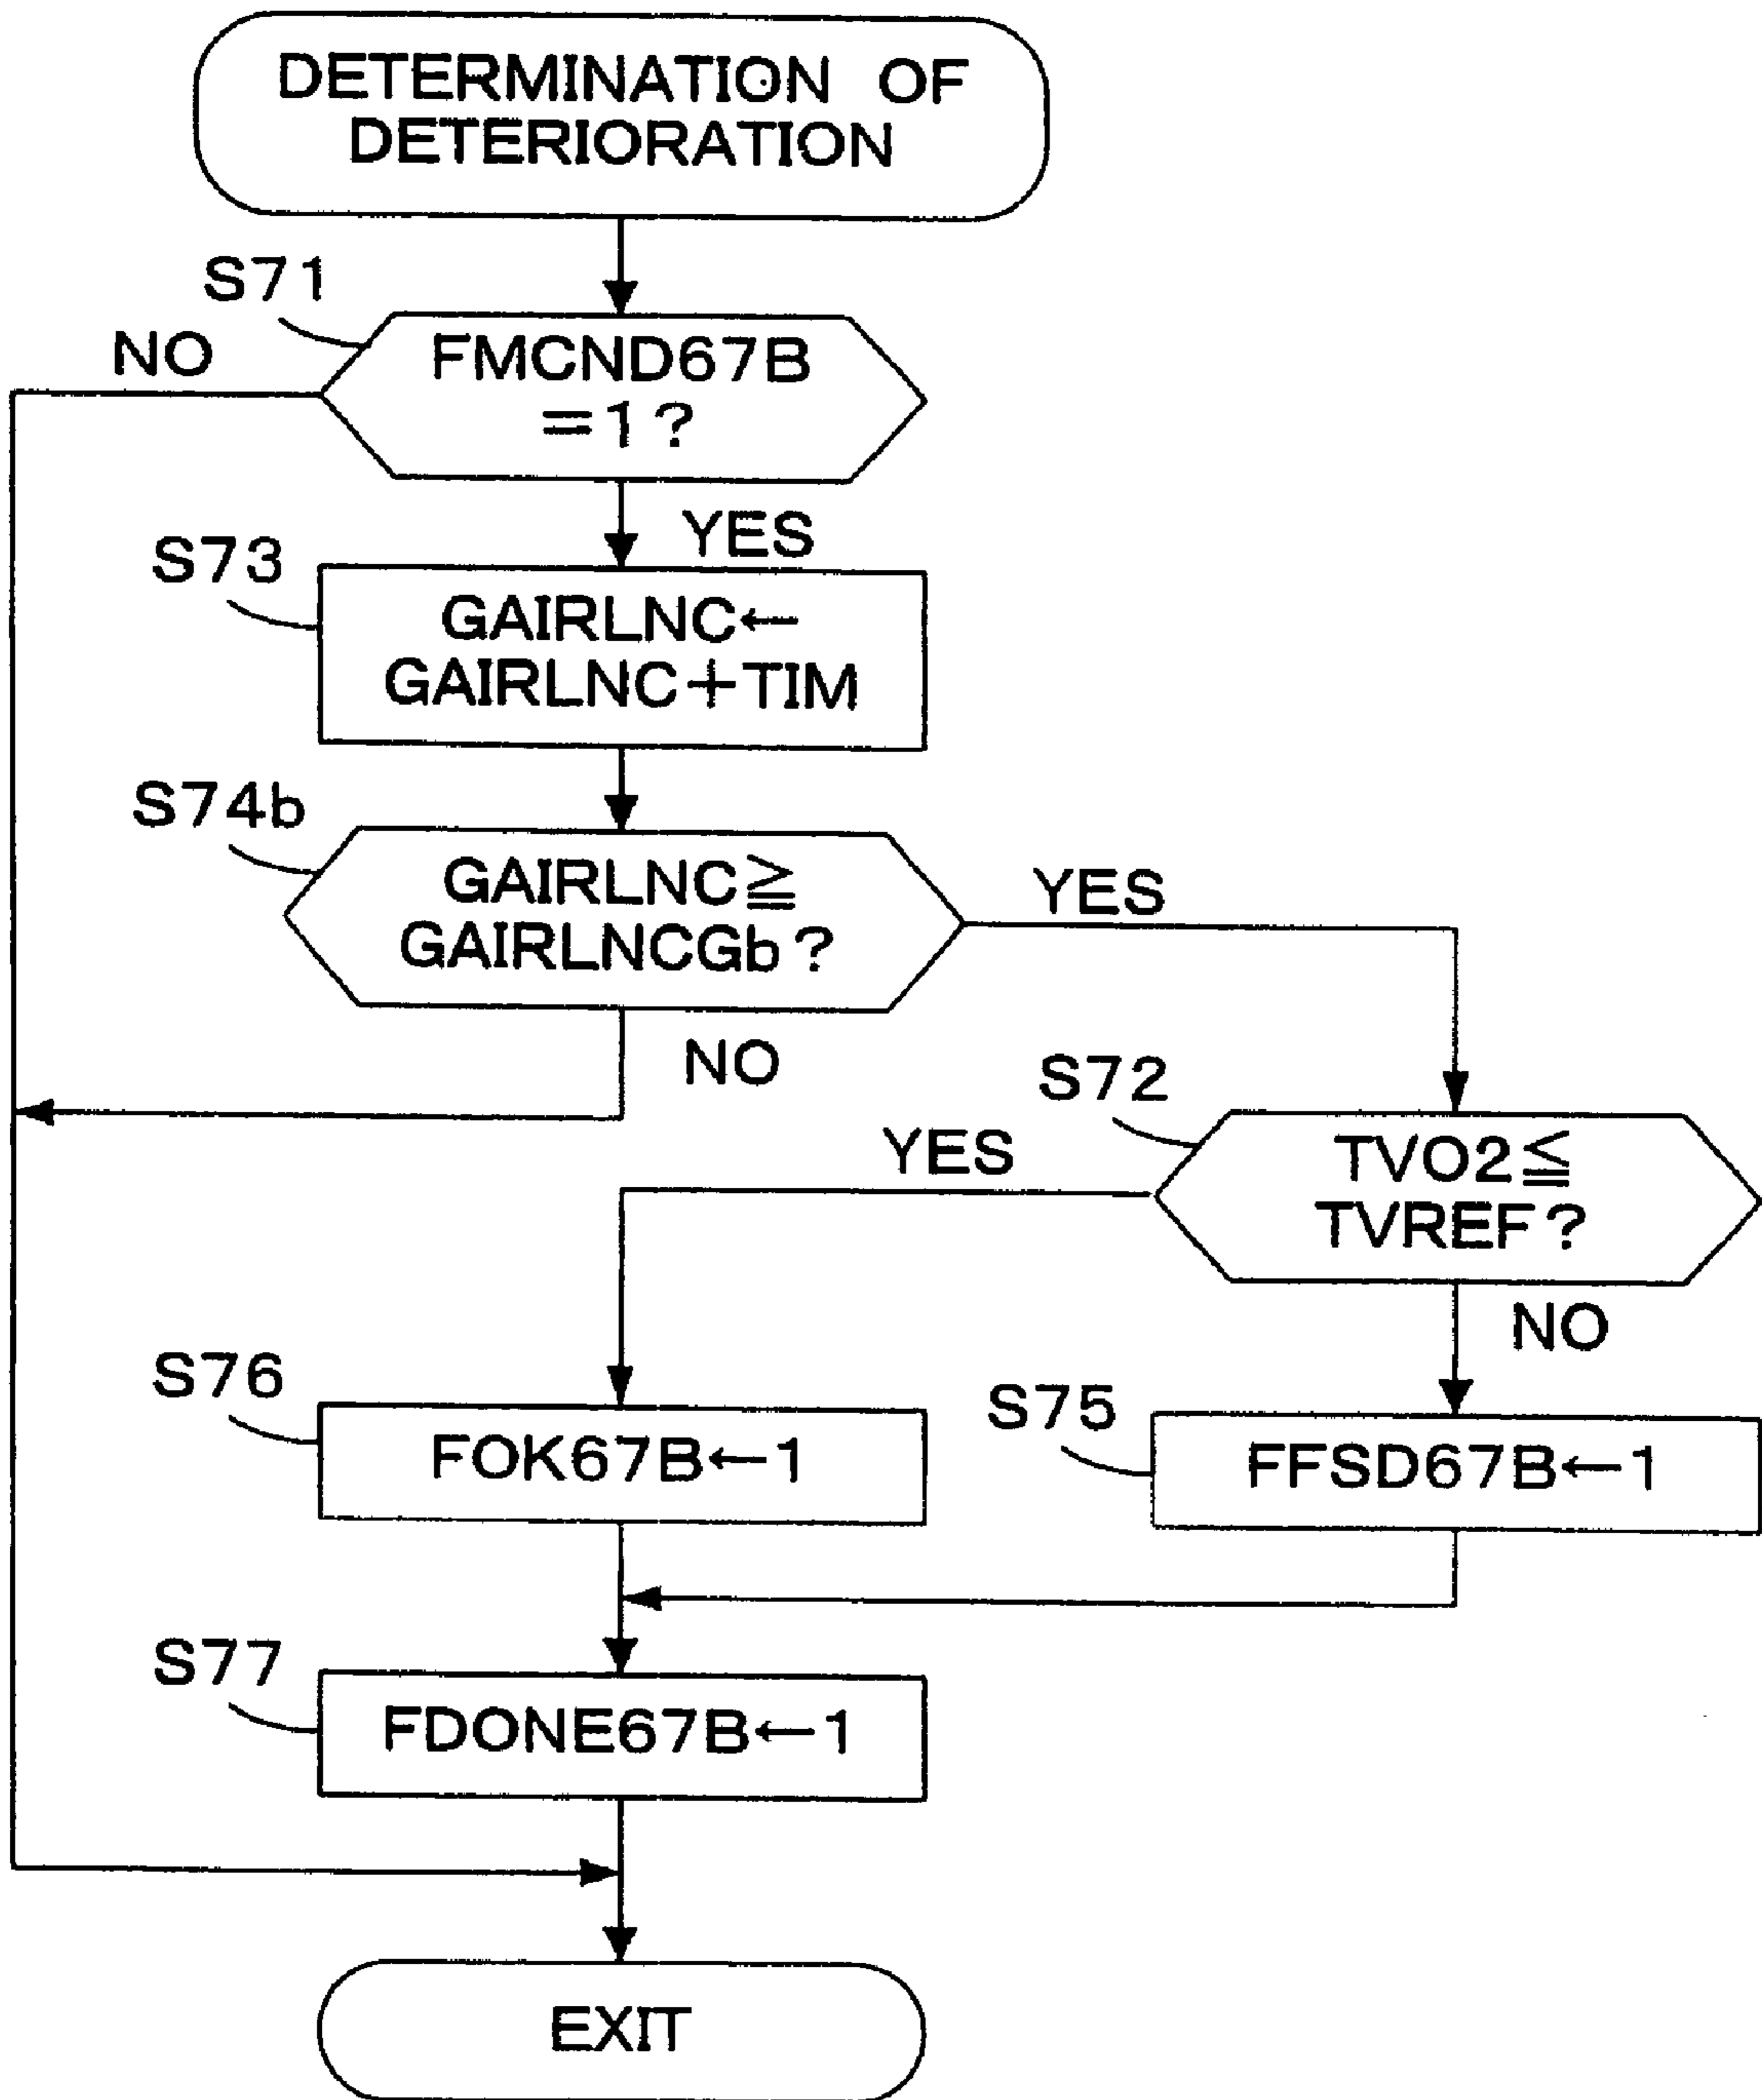 DETERMINATION OF
DETERIORATION
S71
NO
FMCND67B
=1?
YES
S73
GAIRLNC←
GAIRLNC+TIM
S74b
GAIRLNC≧
GAIRLNCGb?
YES
NO
S72
YES
TVO2≦
TVREF?
NO
S76
FOK67B←1
S75
FFSD67B←1
S77
FDONE67B←1
EXIT